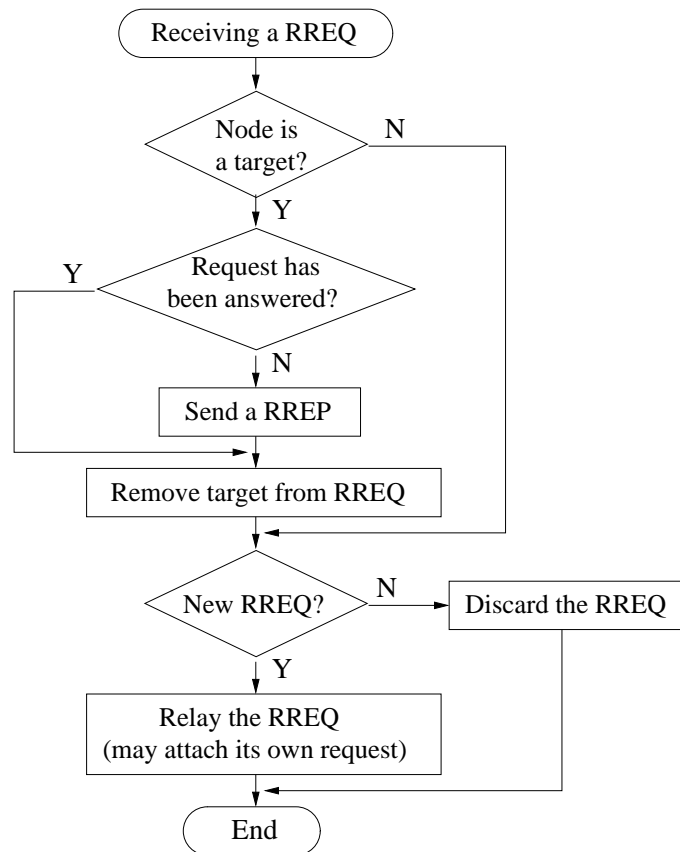 Receiving a RREQ
Node is
a target?
N
Y
Request has
been answered?
Y
N
Send a RREP
Remove target from RREQ
New RREQ?
N
Discard the RREQ
Y
Relay the RREQ
(may attach its own request)
End